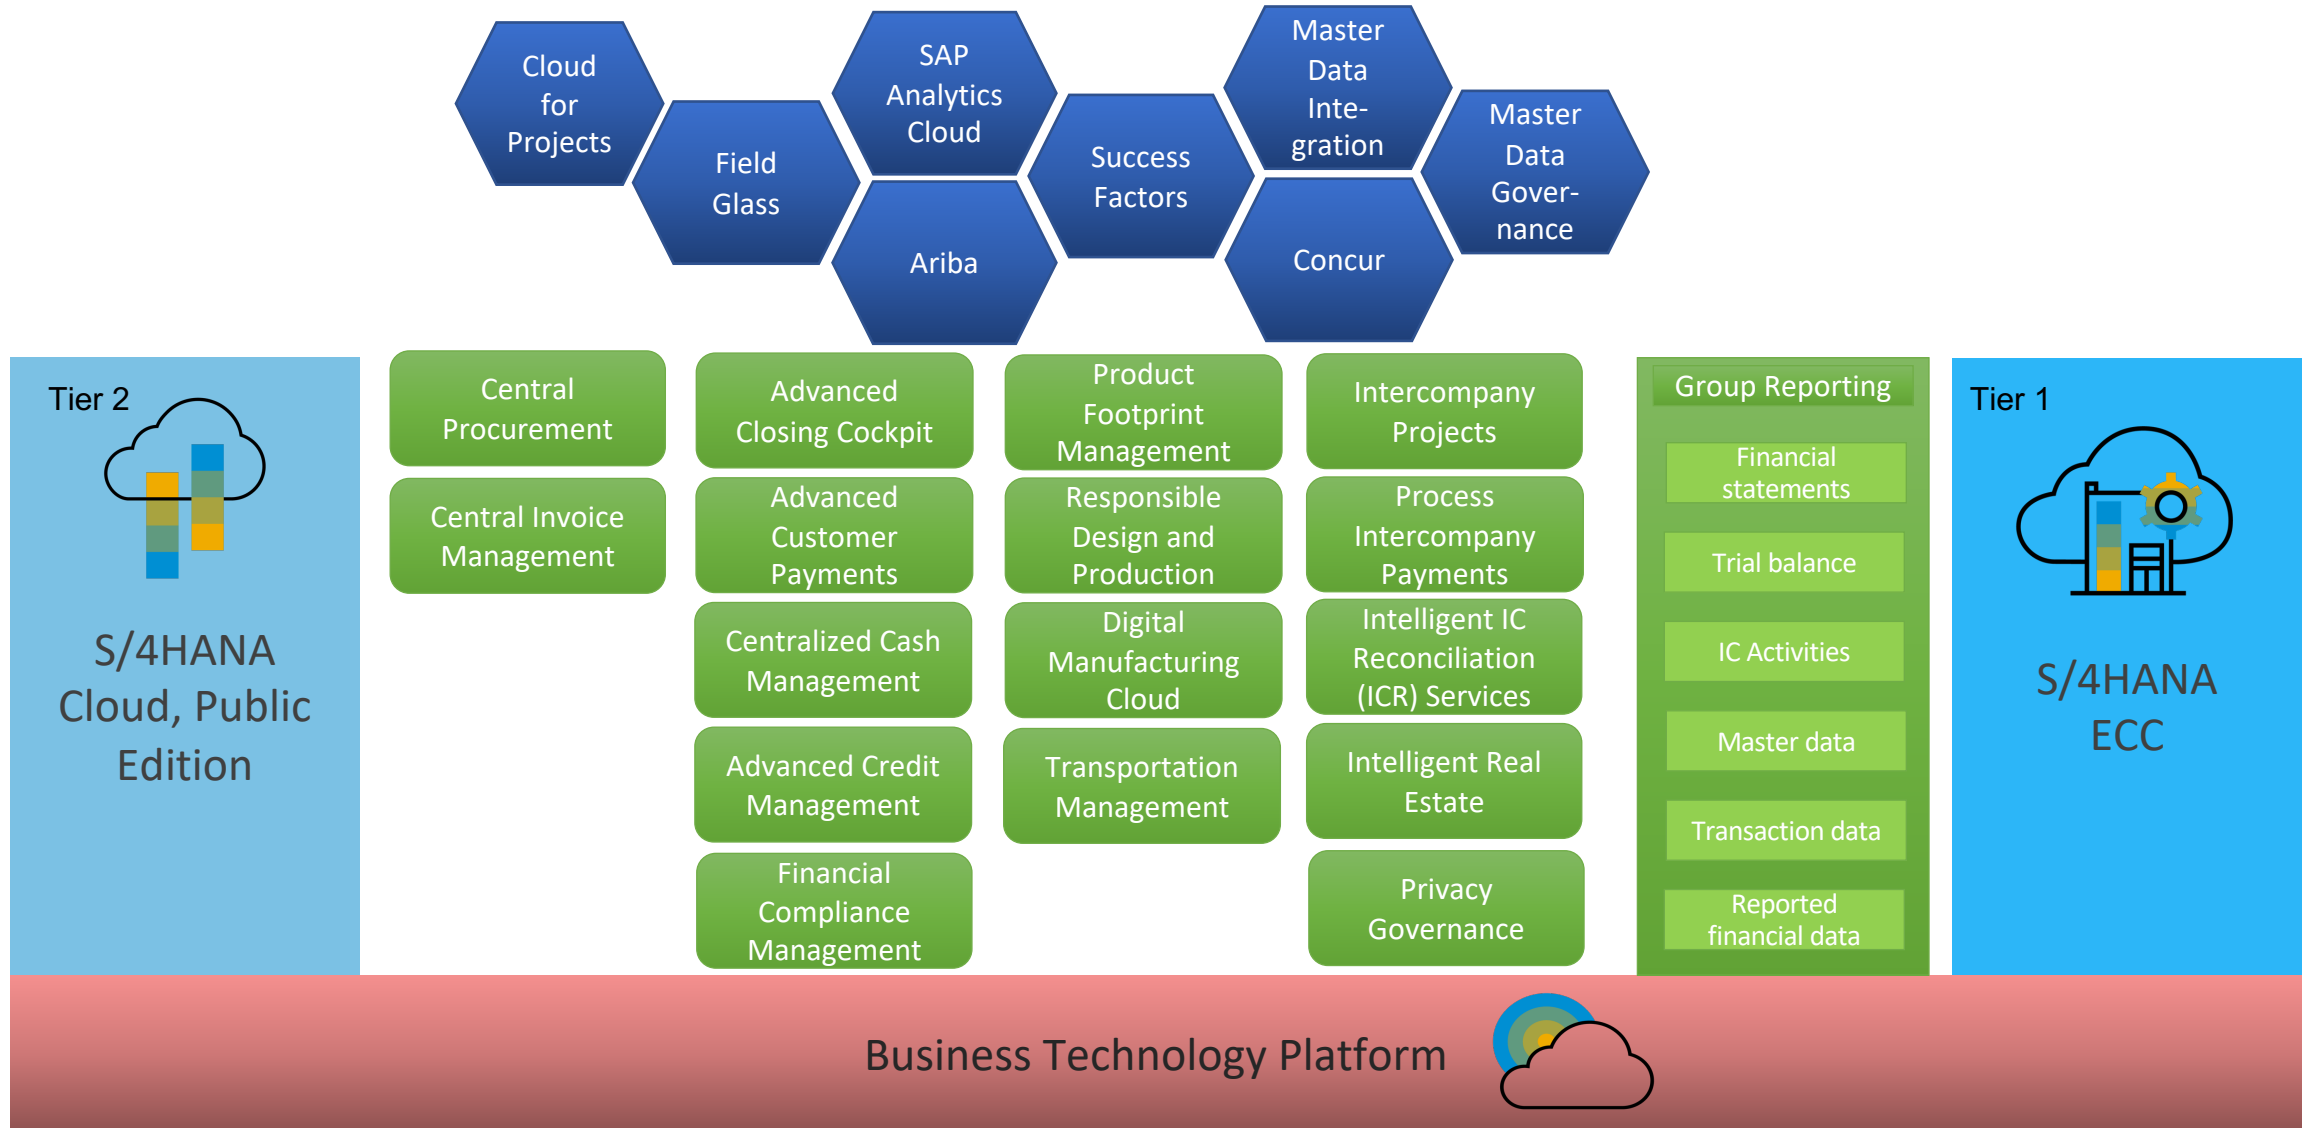 Cloud
for
Projects
Field
Glass
SAP
Analytics
Cloud
Ariba
Success
Factors
Master
Data
Inte-
gration
Concur
Master
Data
Gover-
nance
Tier 2
S/4HANA
Cloud, Public
Edition
Central
Procurement
Central Invoice
Management
Advanced
Closing Cockpit
Advanced
Customer
Payments
Centralized Cash
Management
Advanced Credit
Management
Financial
Compliance
Management
Product
Footprint
Management
Responsible
Design and
Production
Digital
Manufacturing
Cloud
Transportation
Management
Intercompany
Projects
Process
Intercompany
Payments
Intelligent IC
Reconciliation
(ICR) Services
Intelligent Real
Estate
Privacy
Governance
Group Reporting
Financial
statements
Trial balance
IC Activities
Master data
Transaction data
Reported
financial data
Tier 1
S/4HANA
ECC
Business Technology Platform